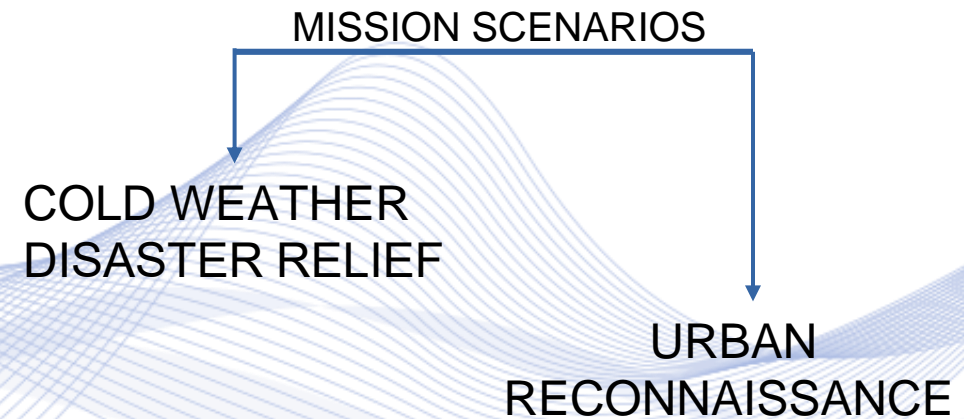 MISSION SCENARIOS
COLD WEATHER
DISASTER RELIEF
URBAN
RECONNAISSANCE